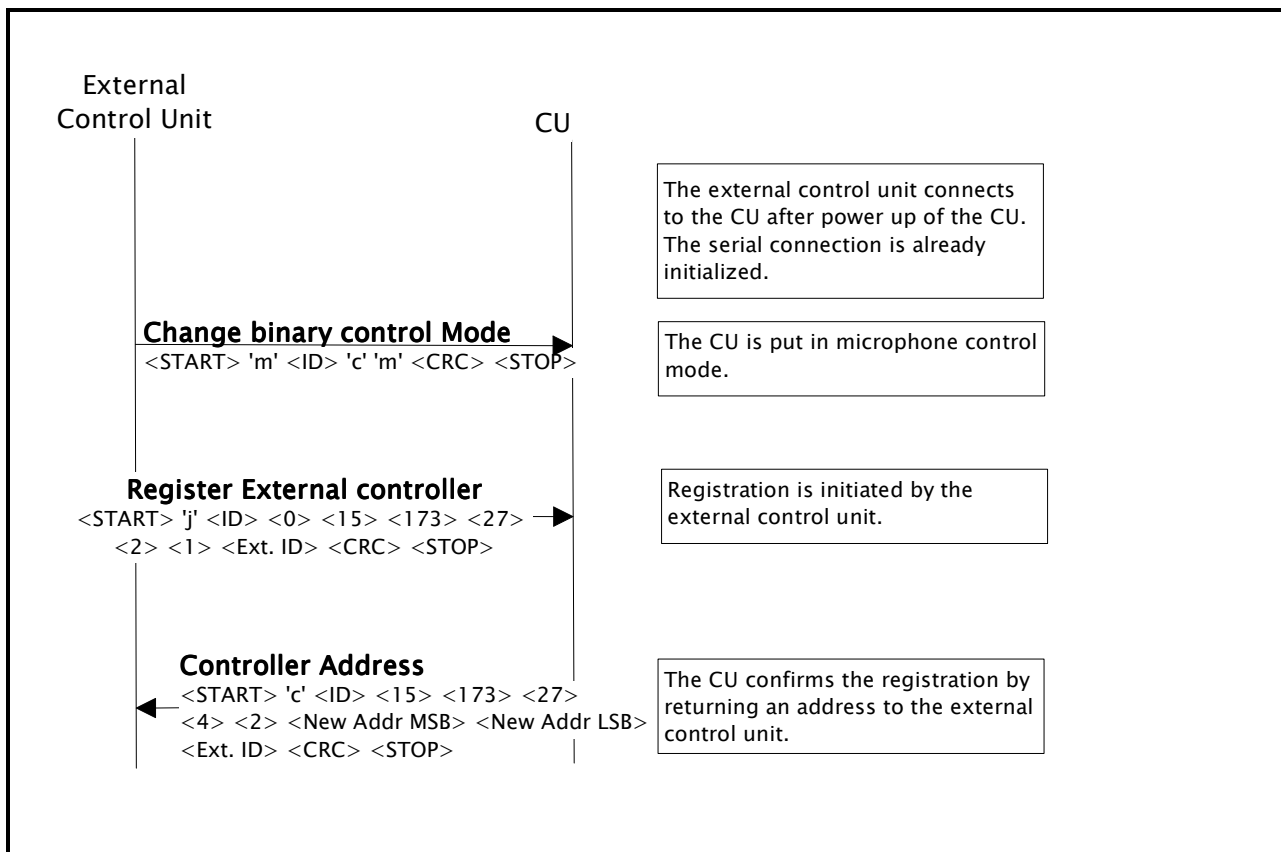 External
Control Unit
CU
The external control unit connects
to the CU after power up of the CU.
The serial connection is already
initialized.
Change binary control Mode
<START> 'm' <ID> 'c' 'm' <CRC> <STOP>
The CU is put in microphone control
mode.
Register External controller
<START> 'j' <ID> <0> <15> <173> <27>
<2> <1> <Ext. ID> <CRC> <STOP>
Registration is initiated by the
external control unit.
Controller Address
<START> 'c' <ID> <15> <173> <27>
<4> <2> <New Addr MSB> <New Addr LSB>
<Ext. ID> <CRC> <STOP>
The CU confirms the registration by
returning an address to the external
control unit.